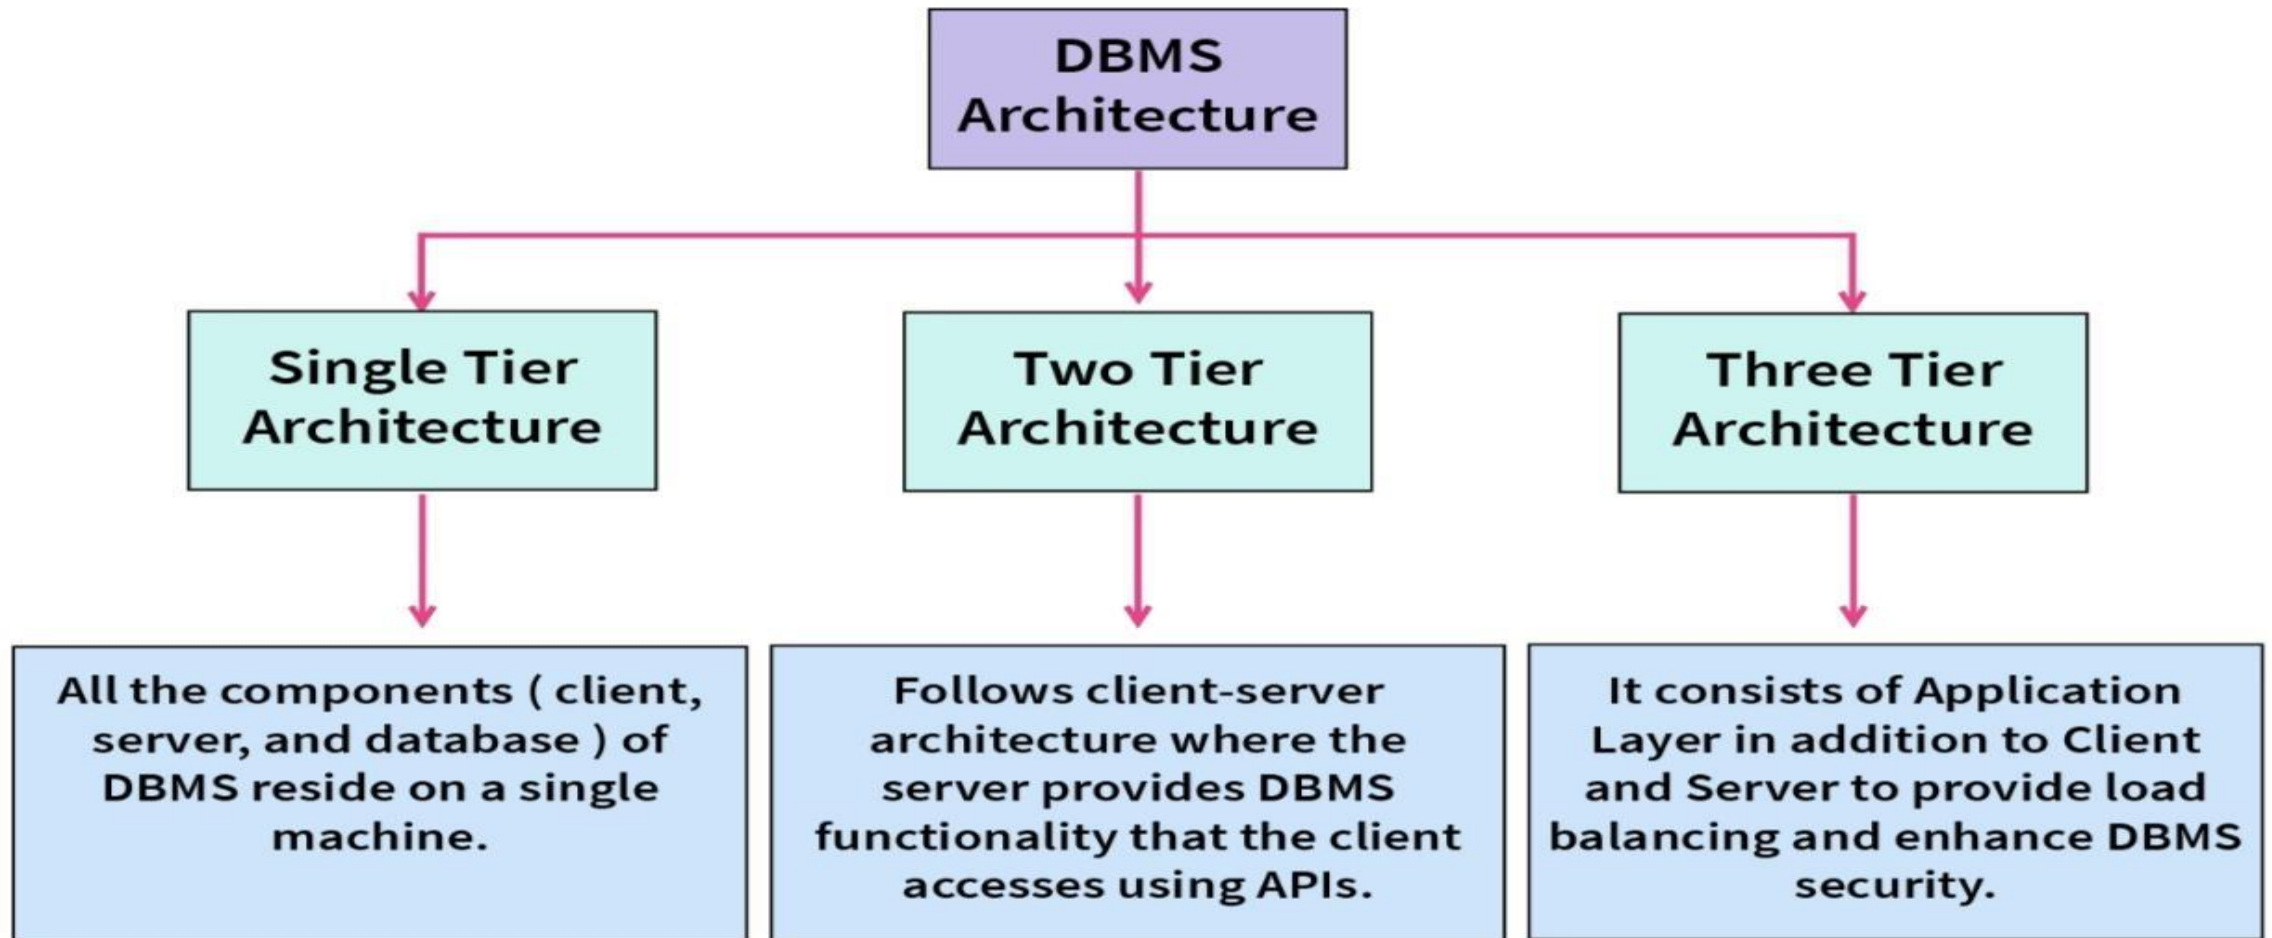 DBMS
Architecture
Single Tier
Architecture
Two Tier
Architecture
Three Tier
Architecture
All the components ( client,
server, and database ) of
DBMS reside on a single
machine.
Follows client-server
architecture where the
server provides DBMS
functionality that the client
accesses using APIs.
It consists of Application
Layer in addition to Client
and Server to provide load
balancing and enhance DBMS
security.